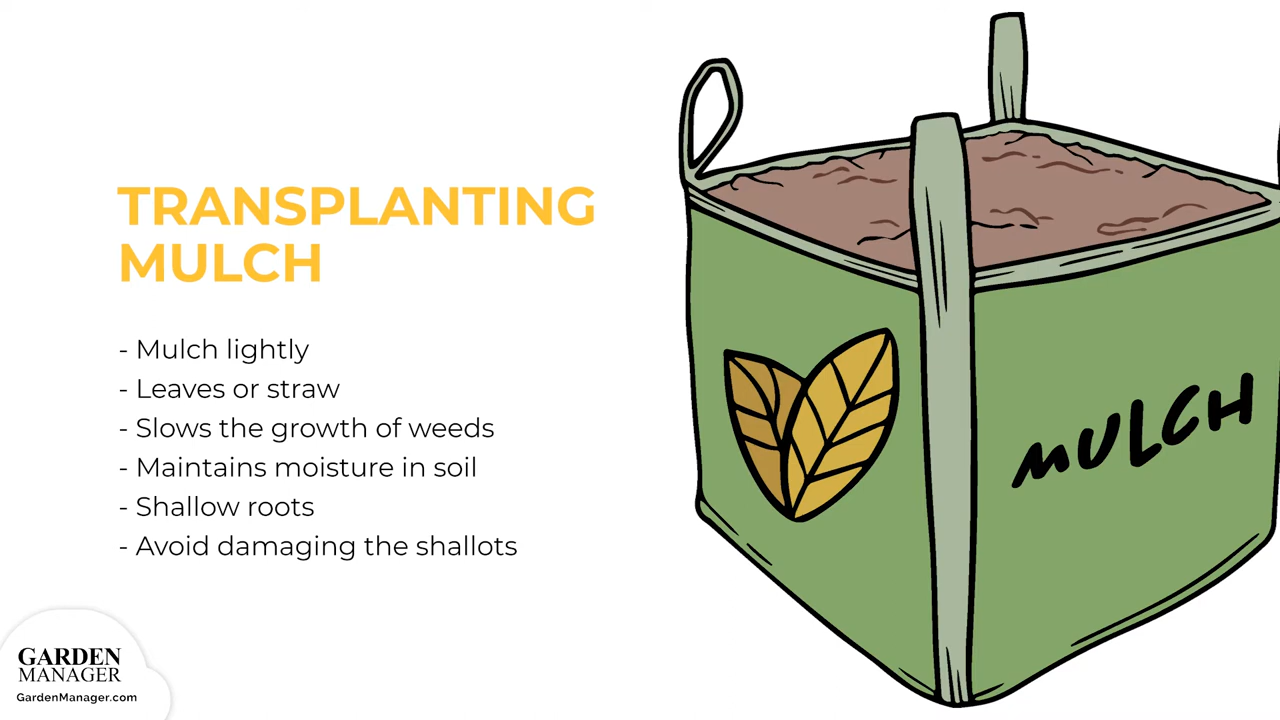 TRANSPLANTING
MULCH
- Mulch lightly
- Leaves or straw
- Slows the growth of weeds
- Maintains moisture in soil
- Shallow roots
- Avoid damaging the shallots
MULCH
GARDEN
MANAGER
GardenManager.com